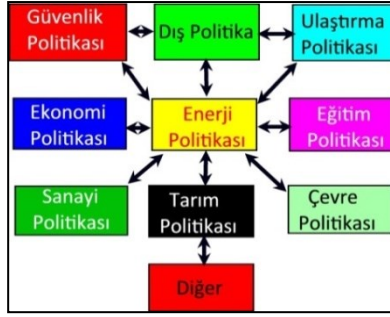 Güvenlik
Politikası
Dış Politika
Ulaştırma
Politikası
Ekonomi
Politikası
Enerji
Politikası
Eğitim
Politikası
Sanayi
Politikası
Tarım
Politikası
Çevre
Politikası
Diğer